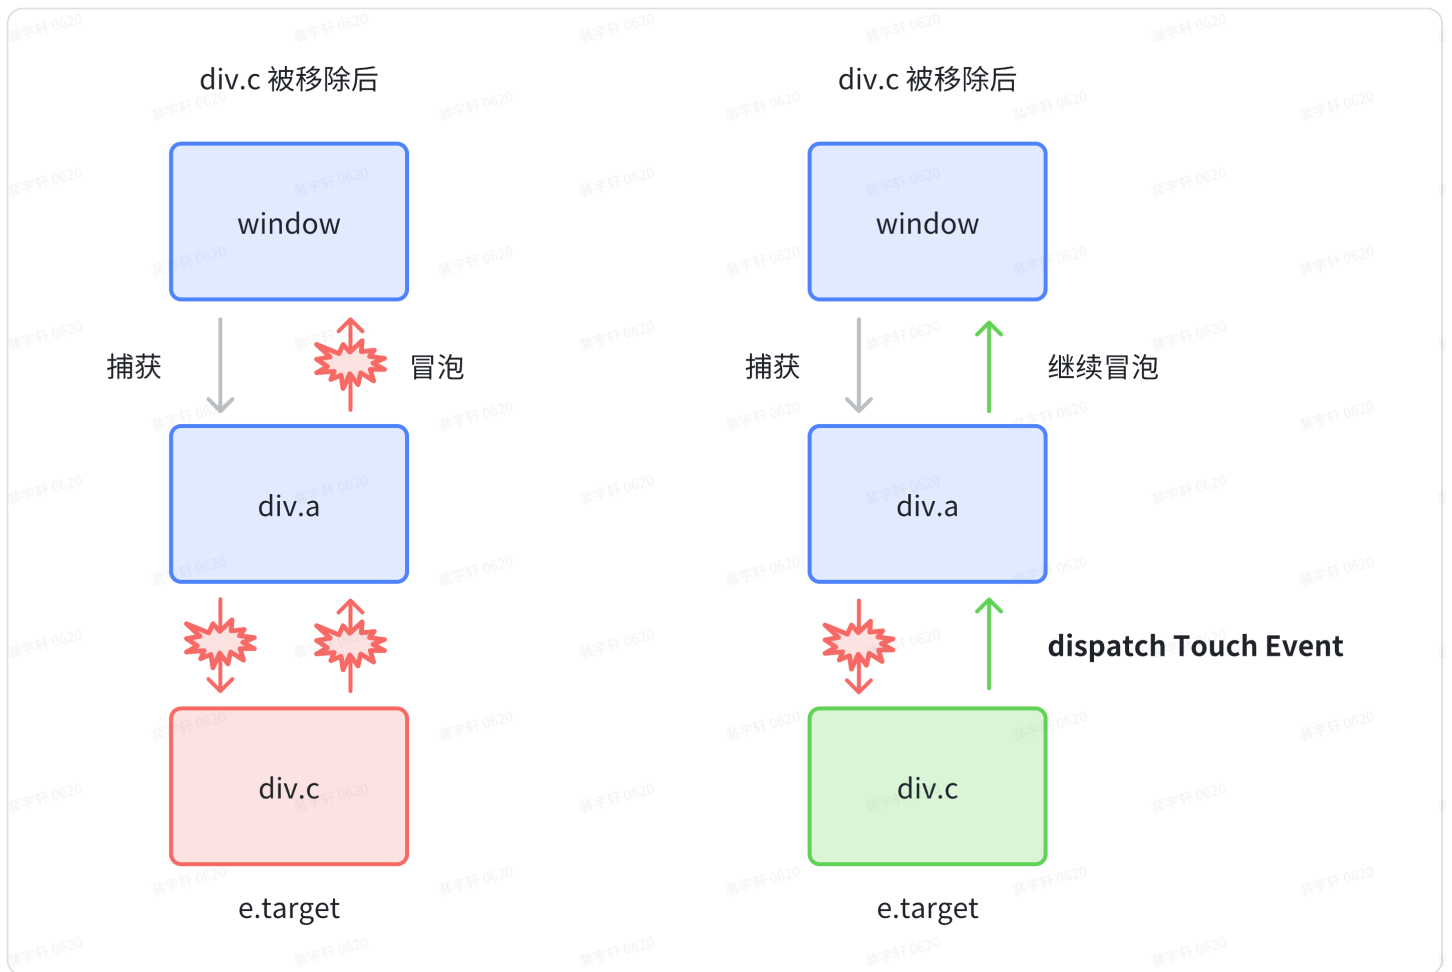 div.c 被移除后
window
捕获
冒泡
div.a
div.c
e.target
div.c 被移除后
window
捕获
继续冒泡
div.a
dispatch Touch Event
div.c
e.target